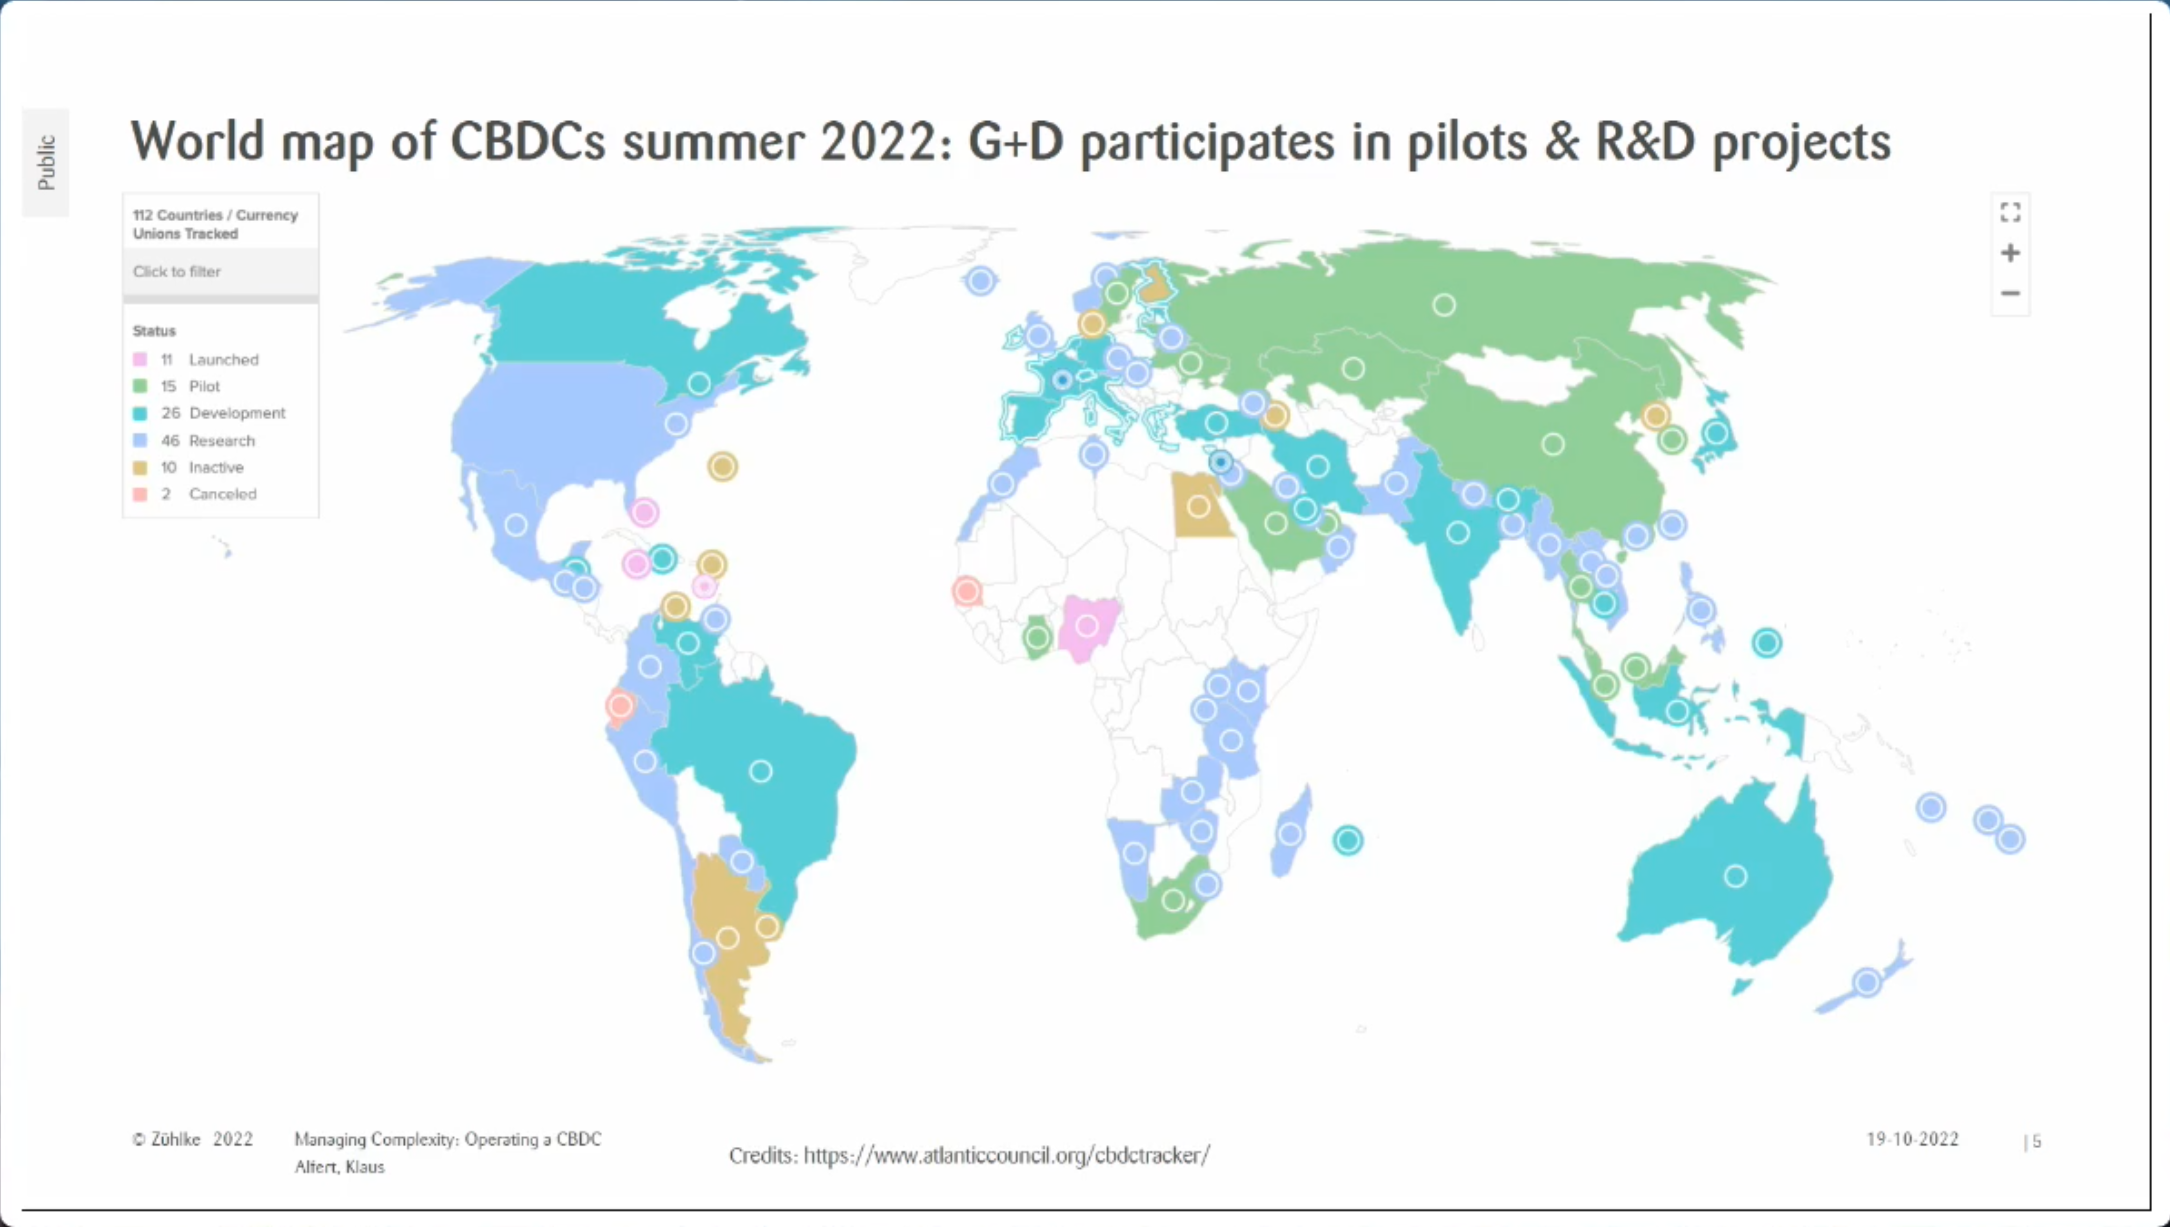 Public
World map of CBDCs summer 2022: G+D participates in pilots & R&D projects
112 Countries / Currency
Unions Tracked
Click to filter
Status
11 Launched
15 Pilot
26 Development
46 Research
10 Inactive
2 Canceled
+
−
© Zühlke 2022
Managing Complexity: Operating a CBDC
Alfert, Klaus
Credits: https://www.atlanticcouncil.org/cbdctracker/
19-10-2022
| 5